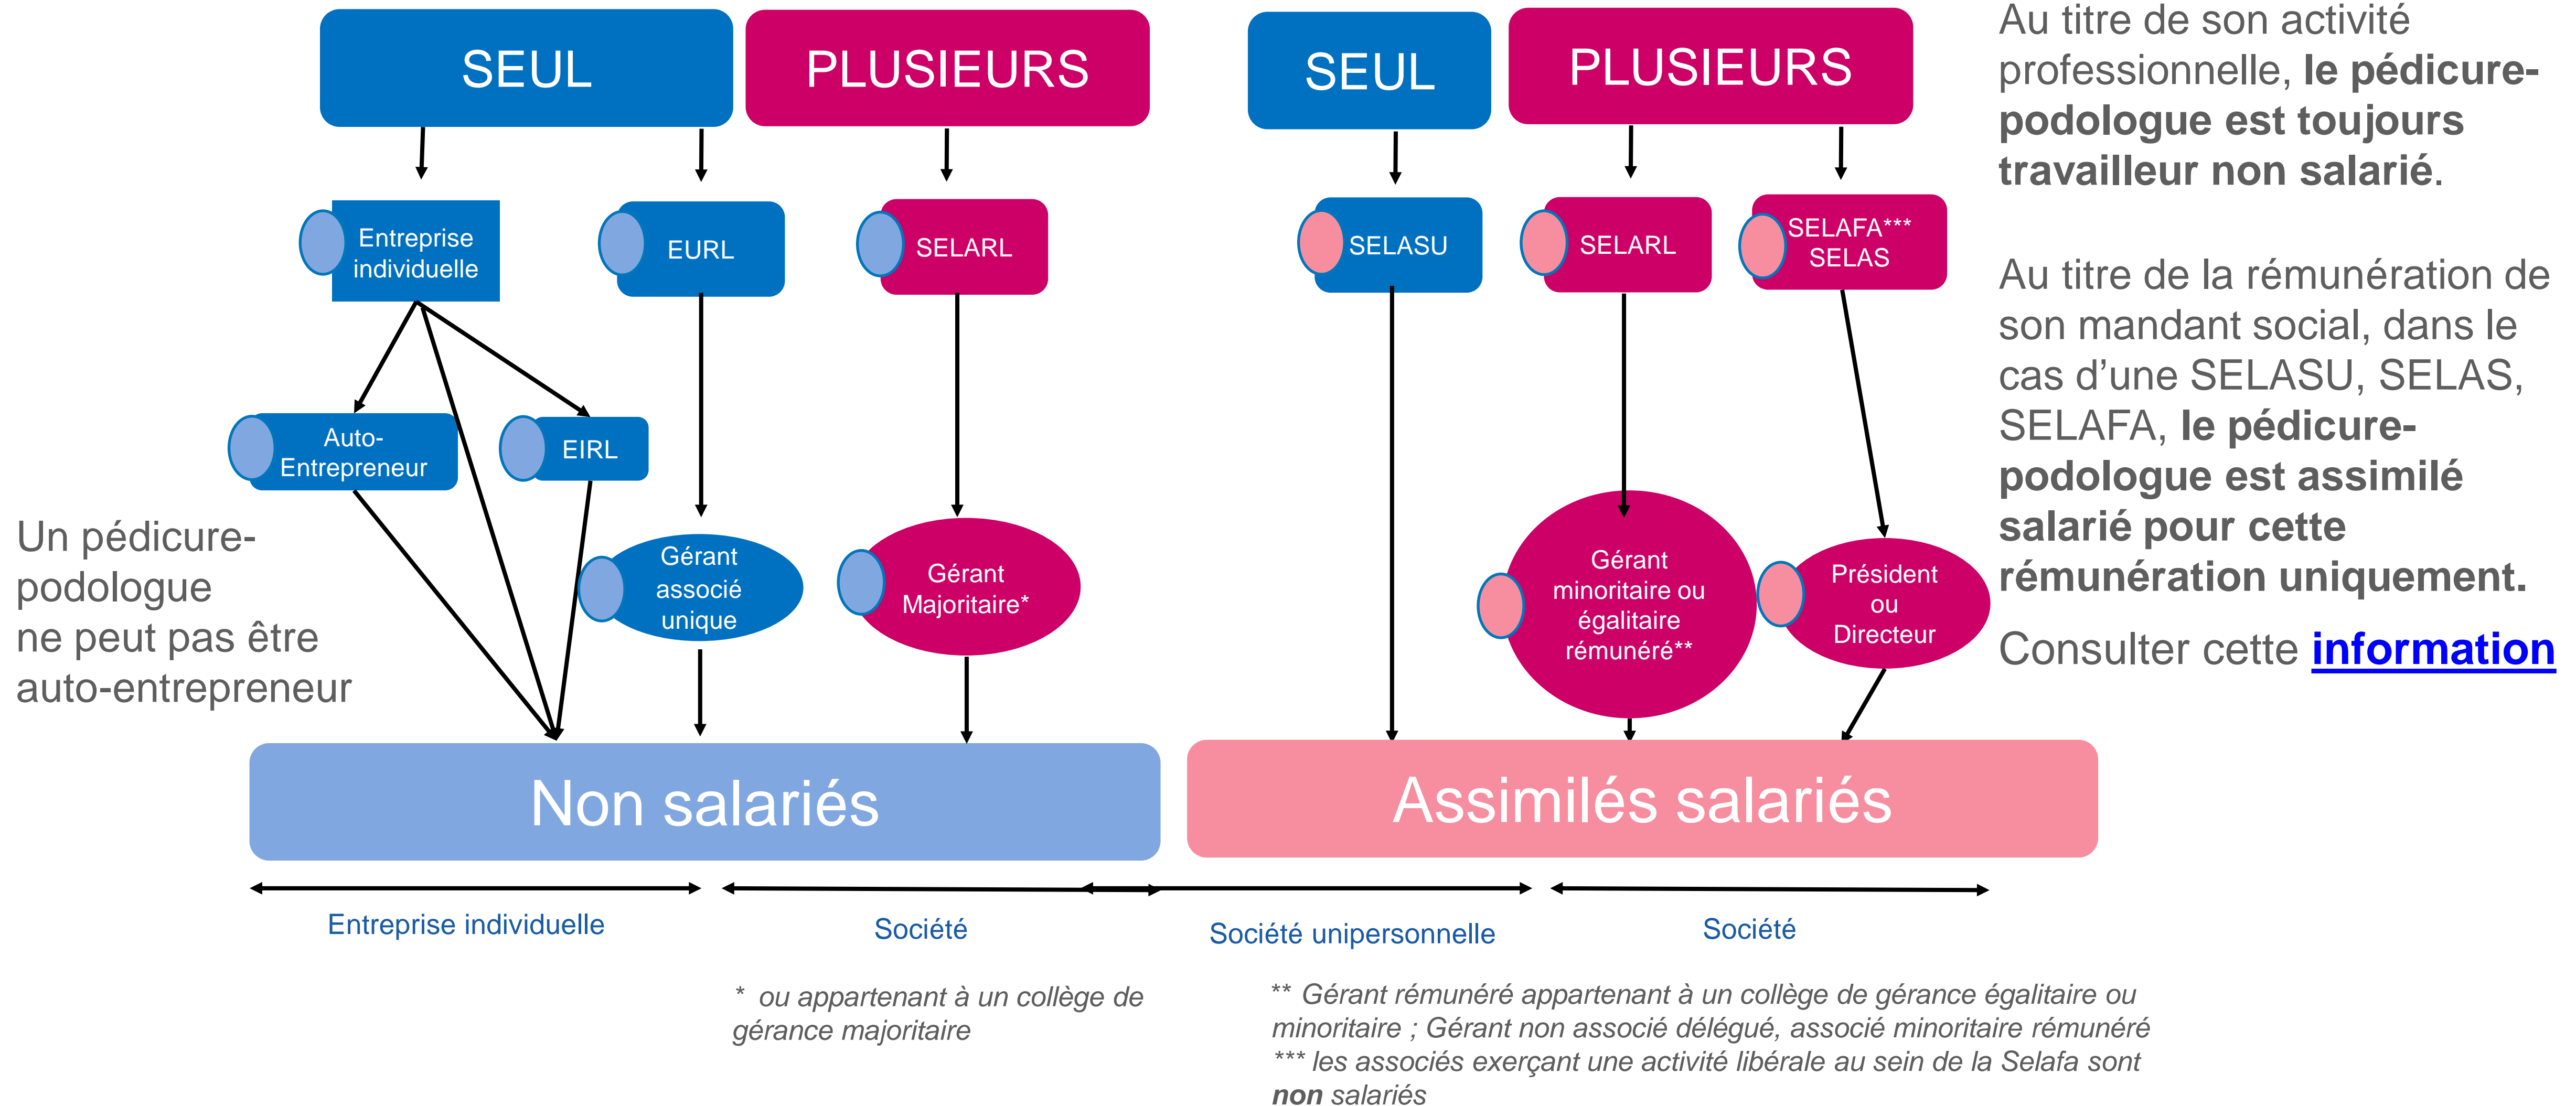 SEUL
PLUSIEURS
SEUL
PLUSIEURS
Entreprise
individuelle
EURL
SELARL
SELASU
SELARL
SELAFA***
SELAS
Auto-
Entrepreneur
EIRL
Un pédicure-
podologue
ne peut pas être
auto-entrepreneur
Gérant
associé
unique
Gérant
Majoritaire*
Gérant
minoritaire ou
égalitaire
rémunéré**
Président
ou
Directeur
Non salariés
Assimilés salariés
Entreprise individuelle
Société
Société unipersonnelle
Société
* ou appartenant à un collège de
gérance majoritaire
** Gérant rémunéré appartenant à un collège de gérance égalitaire ou
minoritaire ; Gérant non associé délégué, associé minoritaire rémunéré
*** les associés exerçant une activité libérale au sein de la Selafa sont
non salariés
Au titre de son activité
professionnelle, le pédicure-
podologue est toujours
travailleur non salarié.
Au titre de la rémunération de
son mandant social, dans le
cas d’une SELASU, SELAS,
SELAFA, le pédicure-
podologue est assimilé
salarié pour cette
rémunération uniquement.
Consulter cette information